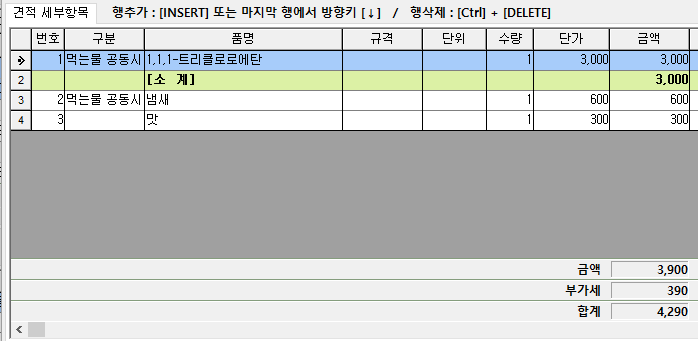 견적 세부항목 행추가 : [INSERT] 또는 마지막 행에서 방향키 [↓] / 행삭제 : [Ctrl] + [DELETE]
번호 구분 품명 규격 단위 수량 단가 금액
1 먹는물 공동시 1,1,1-트리클로로에탄 1 3,000 3,000
2 [소 계] 3,000
3 2 먹는물 공동시 냄새 1 600 600
4 3 맛 1 300 300
금액 3,900
부가세 390
합계 4,290